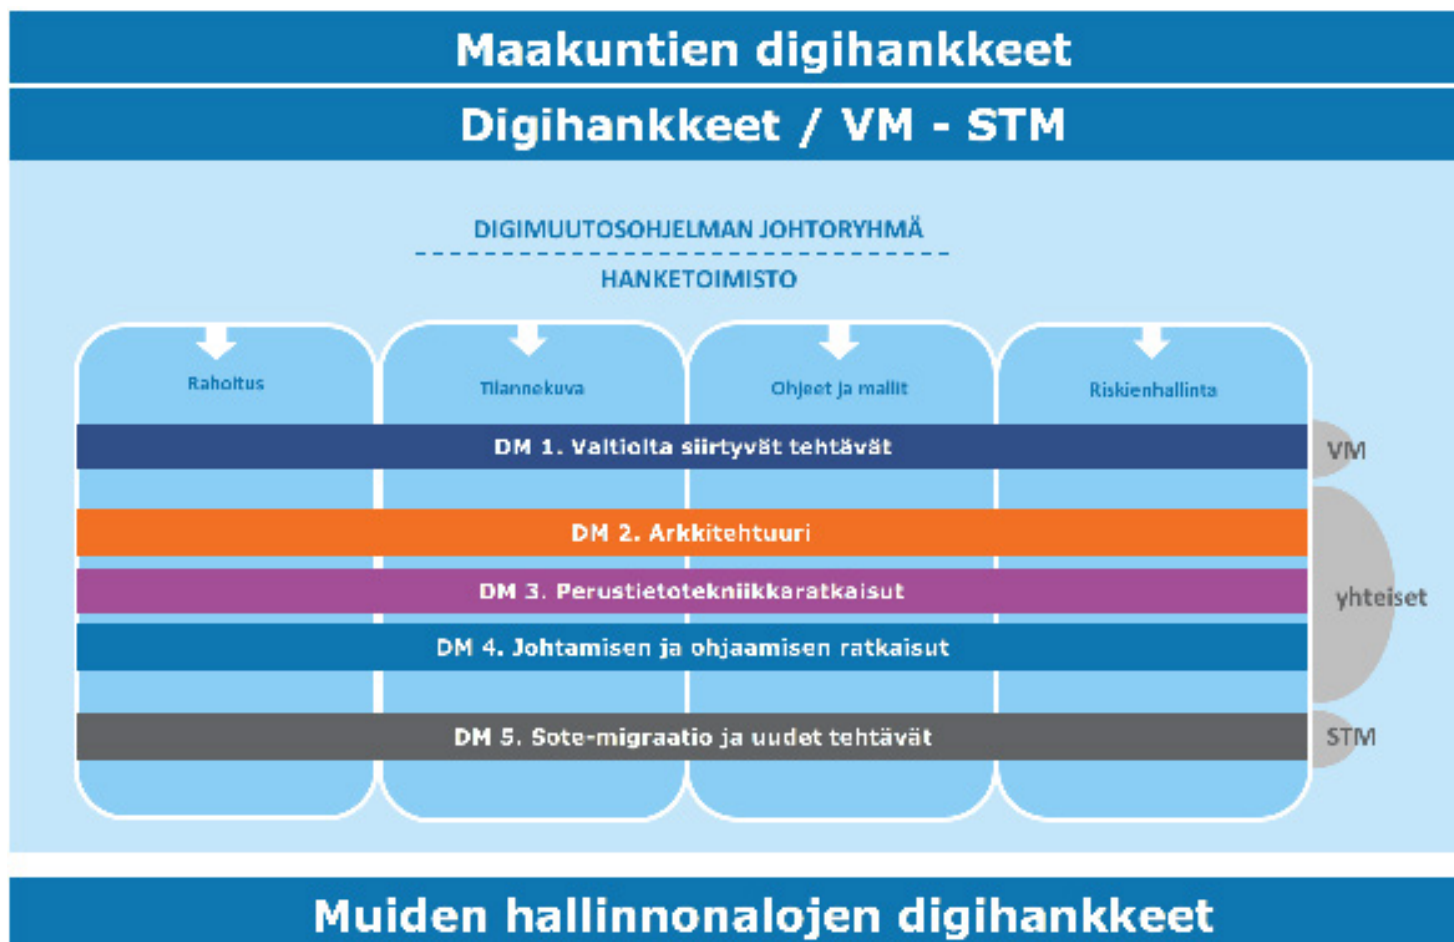 Maakuntien digihankkeet
Digihankkeet / VM - STM
DIGIMUUTOSOHJELMAN JOHTORYHMÄ
HANKETOIMISTO
Rahoitus
Tilannekuva
Ohjeet ja mallit
Riskienhallinta
DM 1. Valtiolta siirtyvät tehtävät
VM
DM 2. Arkkitehtuuri
DM 3. Perustietotekniikkaratkaisut
yhteiset
DM 4. Johtamisen ja ohjaamisen ratkaisut
DM 5. Sote-migraatio ja uudet tehtävät
STM
Muiden hallinnonalojen digihankkeet